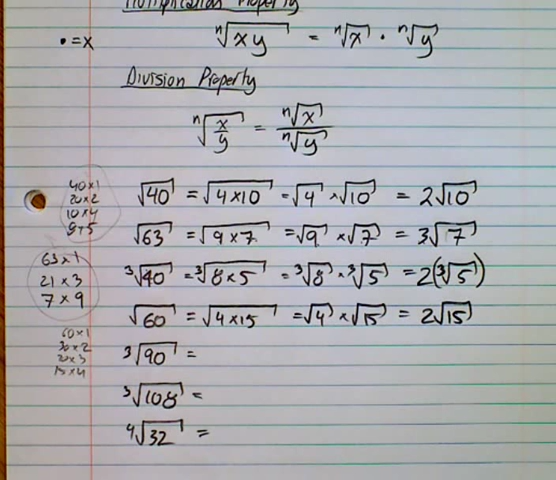 Multiplication Property
ⁿ√xy = ⁿ√x · ⁿ√y
• = x
Division Property
ⁿ√(x/y) = ⁿ√x / ⁿ√y
40 x 1
20 x 2
10 x 4
8 x 5
√40 = √4 x 10 = √4 x √10 = 2√10
√63 = √9 x 7 = √9 x √7 = 3√7
63 x 1
21 x 3
7 x 9
³√40 = ³√8 x 5 = ³√8 x ³√5 = 2(³√5)
√60 = √4 x 15 = √4 x √15 = 2√15
60 x 1
30 x 2
20 x 3
15 x 4
³√90 =
³√108 =
⁴√32 =